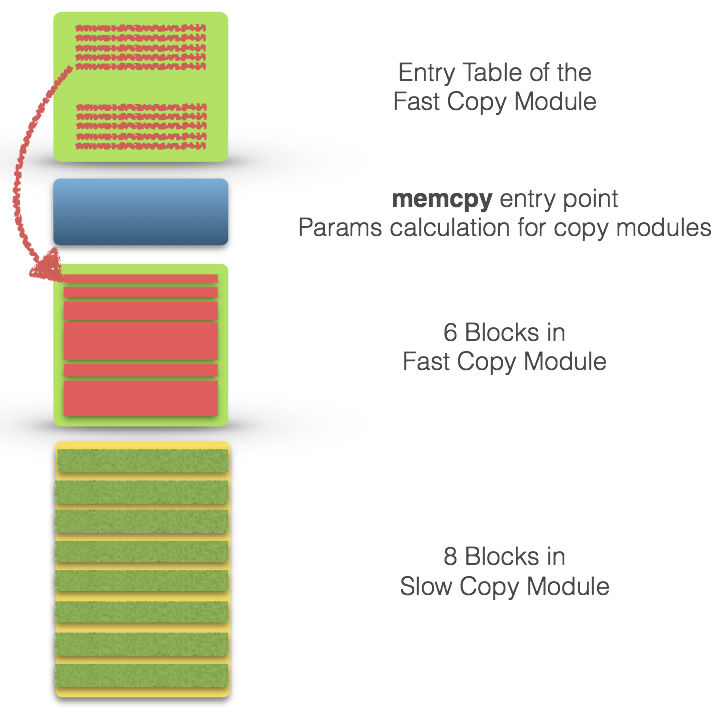 Entry Table of the
Fast Copy Module
memcpy entry point
Params calculation for copy modules
6 Blocks in
Fast Copy Module
8 Blocks in
Slow Copy Module